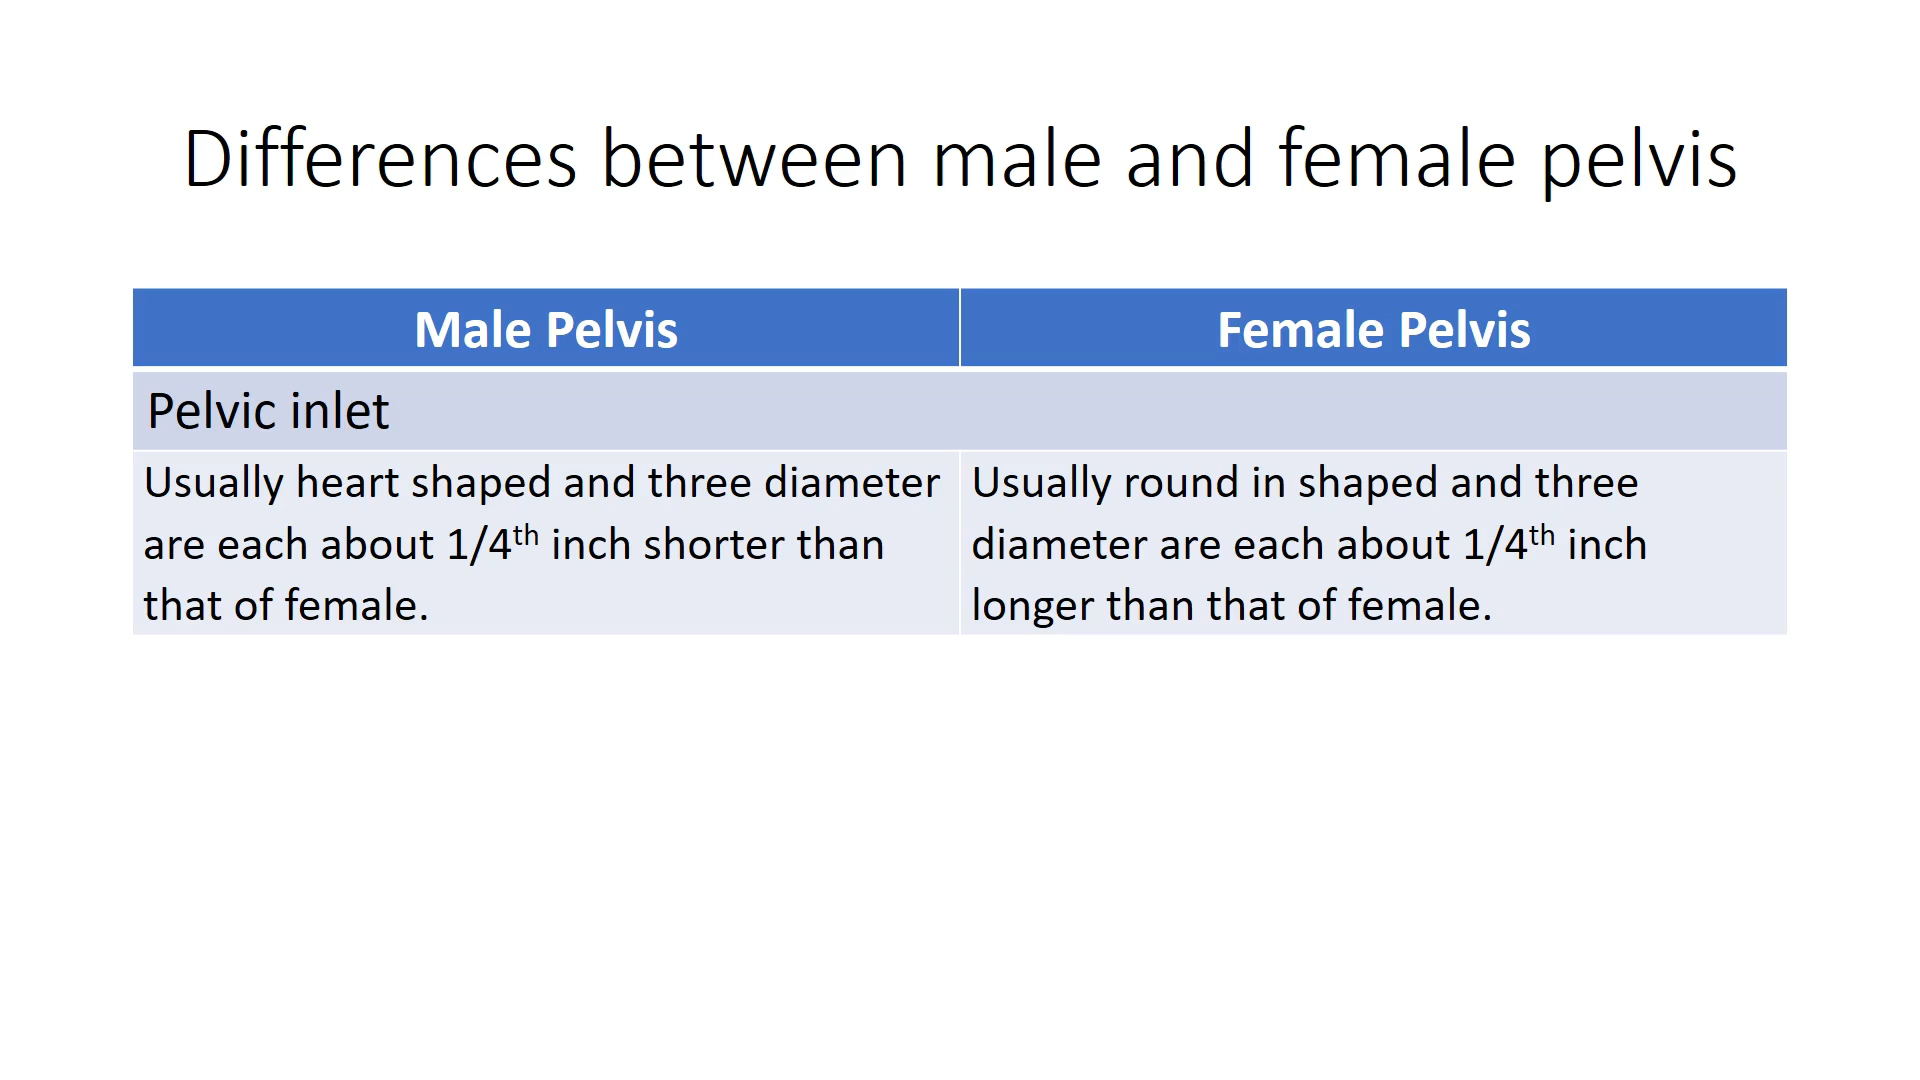 Differences between male and female pelvis
Male Pelvis
Female Pelvis
Pelvic inlet
Usually heart shaped and three diameter
are each about 1/4th inch shorter than
that of female.
Usually round in shaped and three
diameter are each about 1/4th inch
longer than that of female.